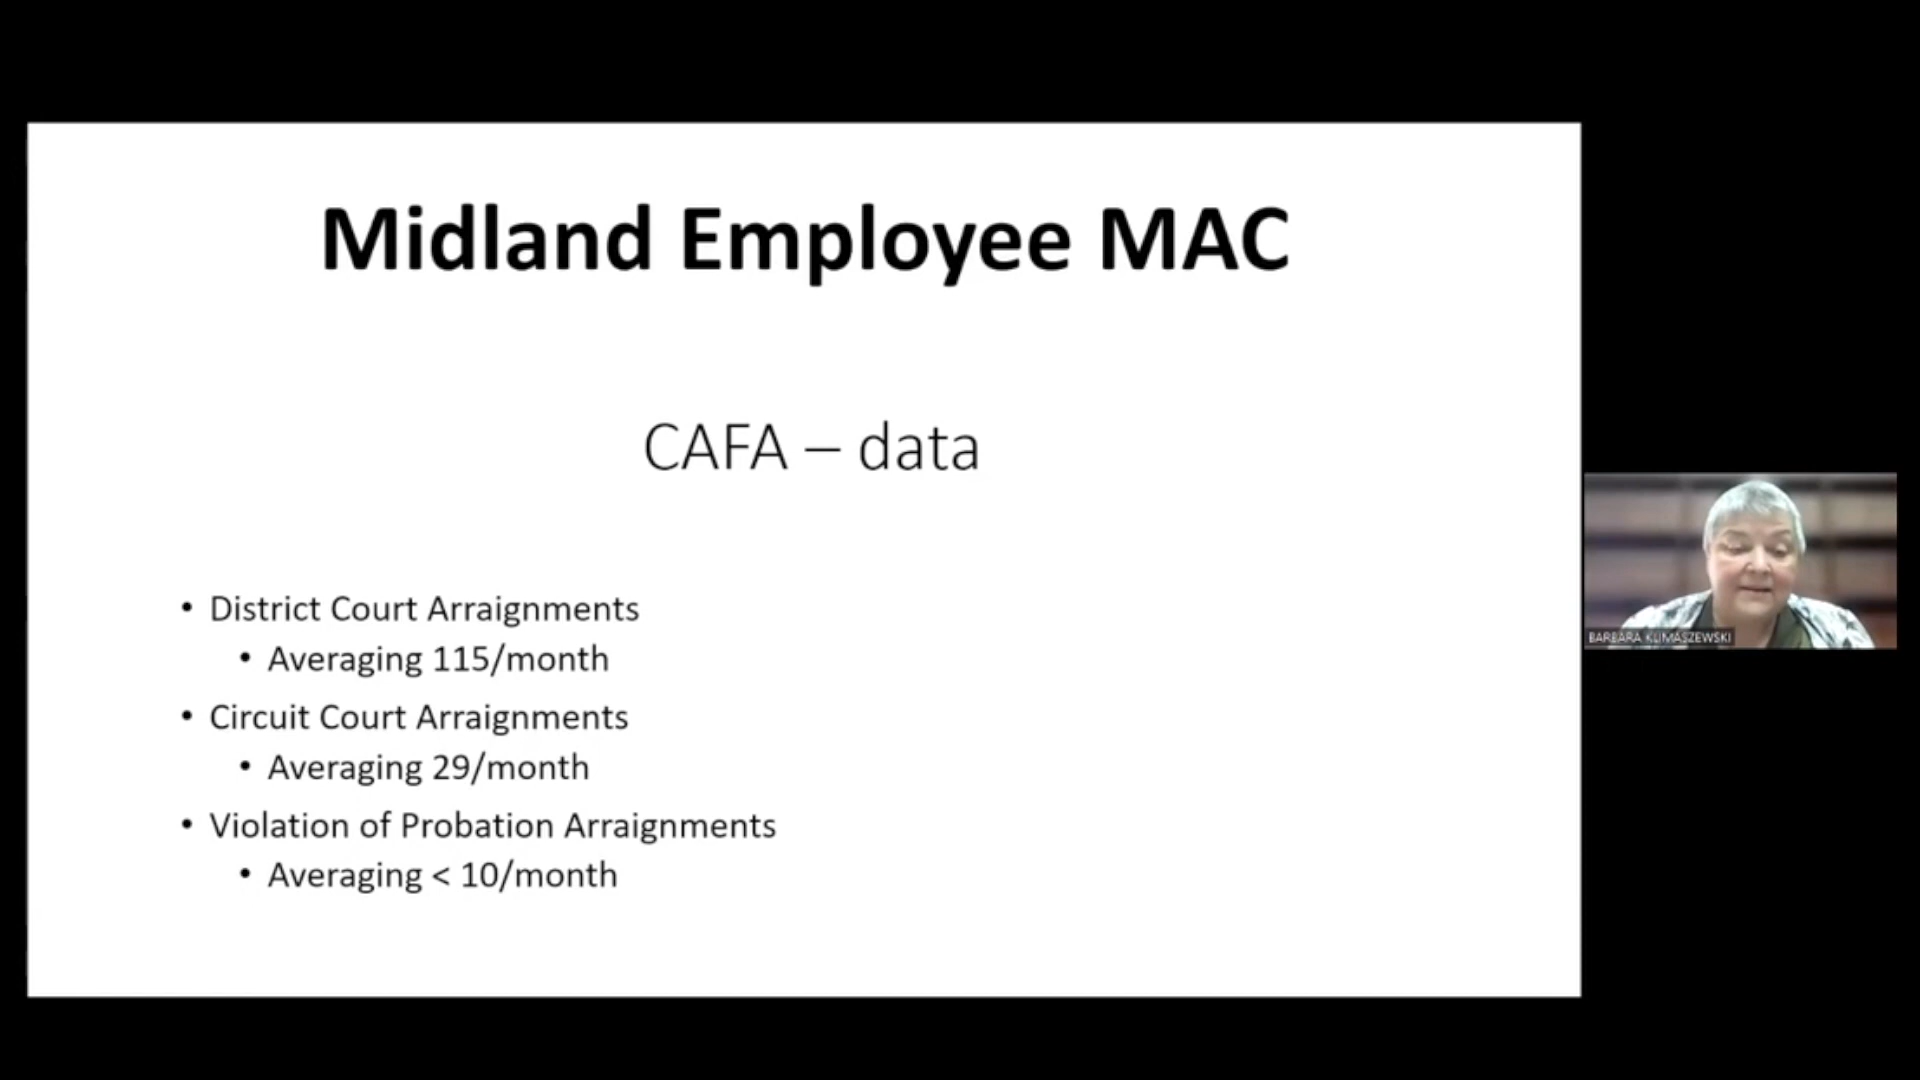 Midland Employee MAC
CAFA – data
• District Court Arraignments
• Averaging 115/month
• Circuit Court Arraignments
• Averaging 29/month
• Violation of Probation Arraignments
• Averaging < 10/month
BARBARA KLIMASZEWSKI